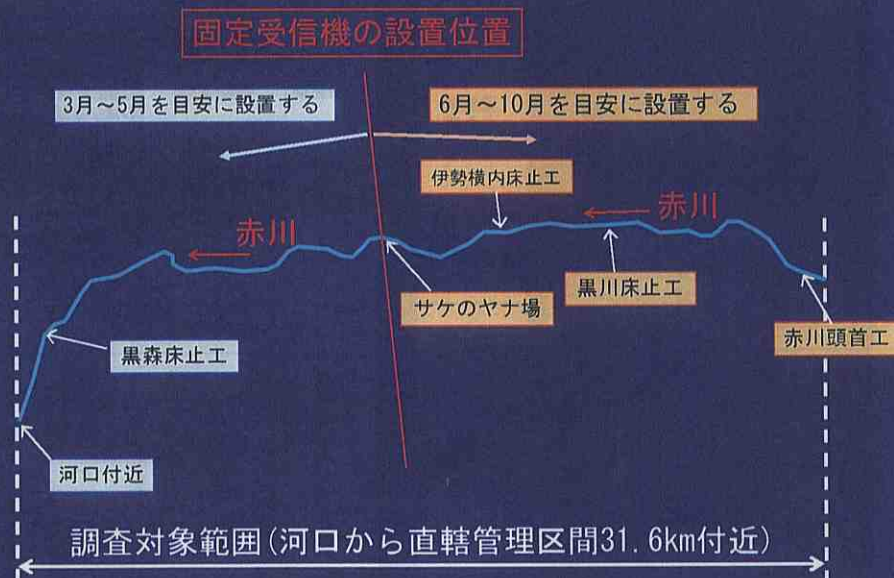 固定受信機の設置位置
3月～5月を目安に設置する
6月～10月を目安に設置する
伊勢横内床止工
赤川
赤川
サケのヤナ場
黒川床止工
赤川頭首工
黒森床止工
河口付近
調査対象範囲(河口から直轄管理区間31.6km付近)